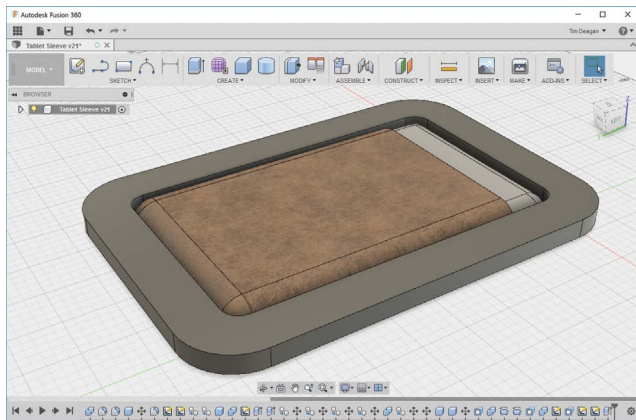 Autodesk Fusion 360
Tim Deagan
Tablet Sleeve v21*
MODEL
SKETCH
CREATE
MODIFY
ASSEMBLE
CONSTRUCT
INSPECT
INSERT
MAKE
ADD-INS
SELECT
BROWSER
Tablet Sleeve v21